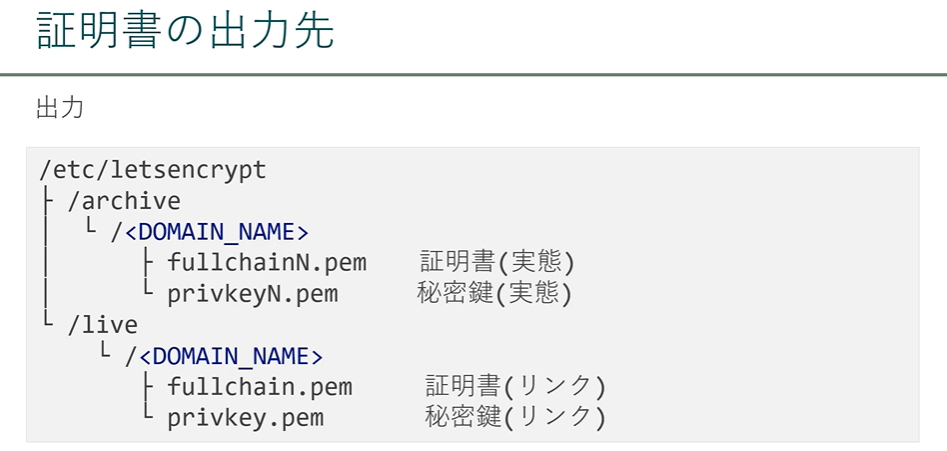 証明書の出力先
出力
/etc/letsencrypt
├ /archive
│  └ /<DOMAIN_NAME>
│      ├ fullchainN.pem    証明書(実態)
│      └ privkeyN.pem     秘密鍵(実態)
└ /live
    └ /<DOMAIN_NAME>
       ├ fullchain.pem     証明書(リンク)
       └ privkey.pem       秘密鍵(リンク)